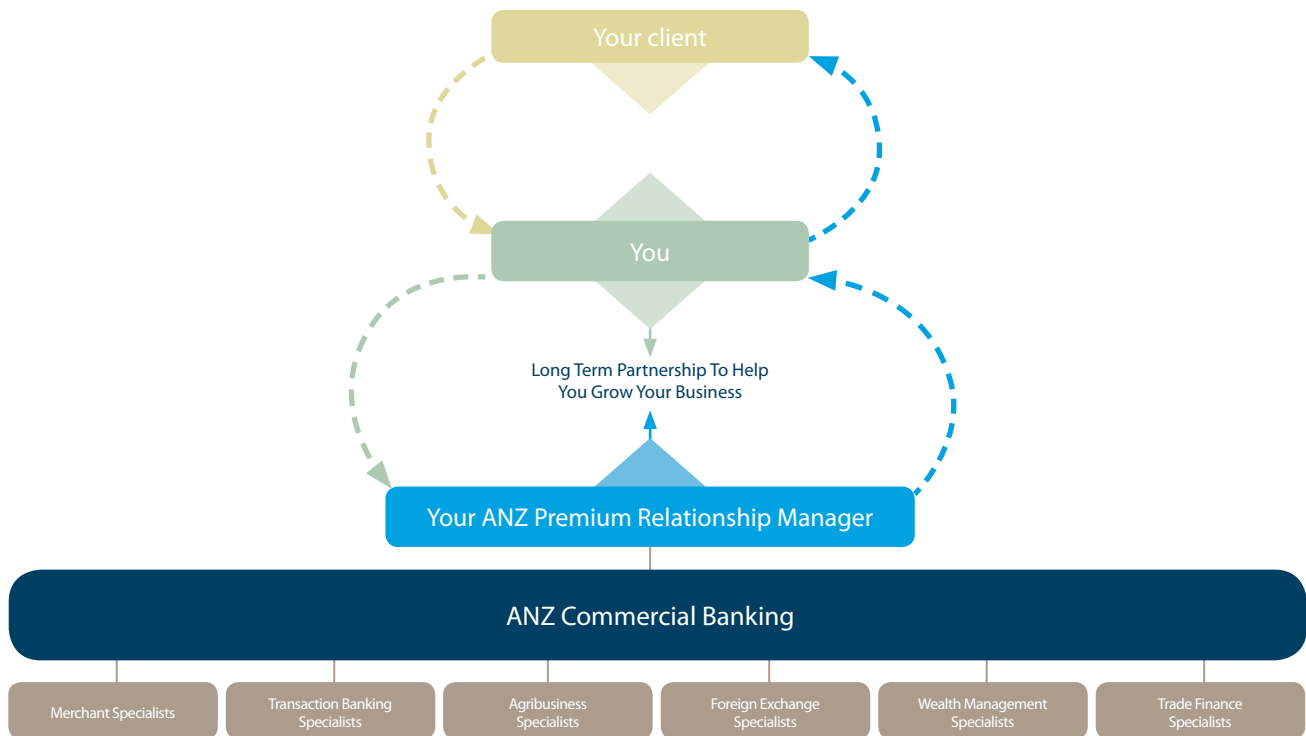 Your client
You
Long Term Partnership To Help
You Grow Your Business
Your ANZ Premium Relationship Manager
ANZ Commercial Banking
Merchant Specialists
Transaction Banking
Specialists
Agribusiness
Specialists
Foreign Exchange
Specialists
Wealth Management
Specialists
Trade Finance
Specialists